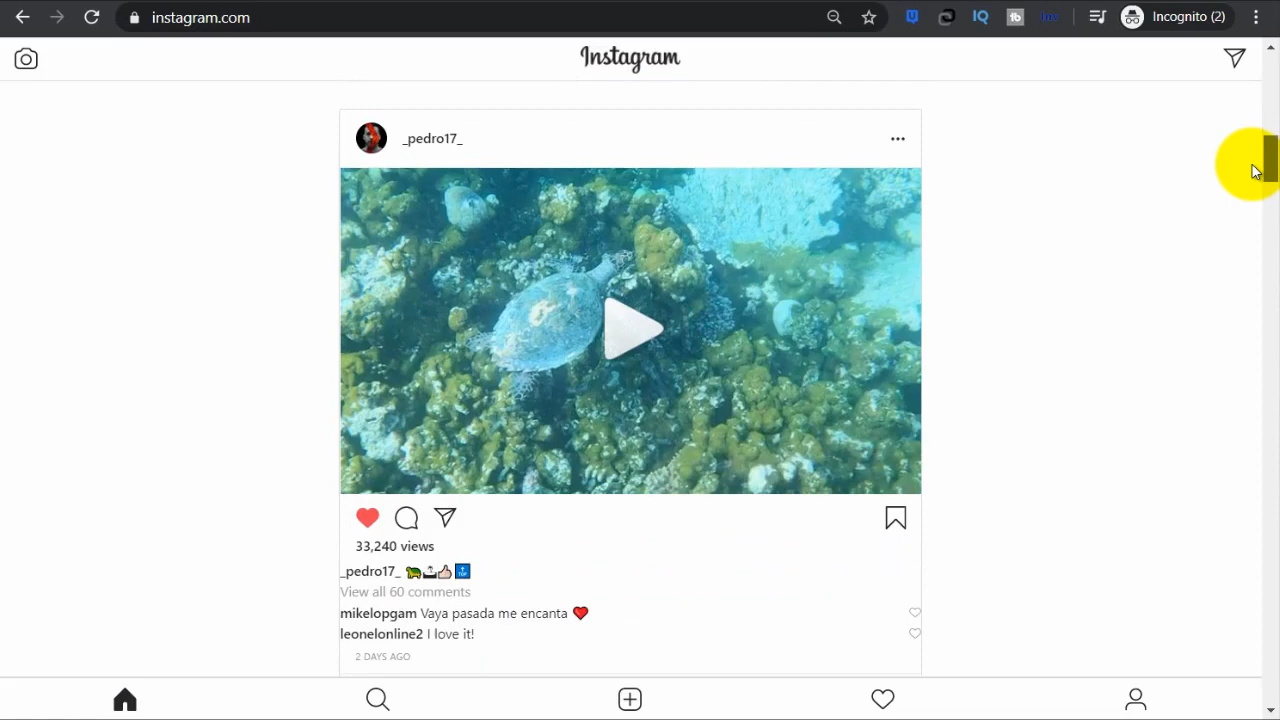 instagram.com
IQ
tb
Incognito (2)
Instagram
_pedro17_
33,240 views
_pedro17_ 🐢🛥👍🏻🔝
View all 60 comments
mikelopgam Vaya pasada me encanta ❤️
leonelonline2 I love it!
2 DAYS AGO